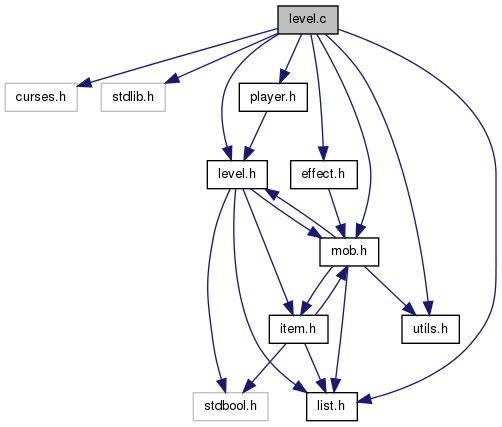 level.c
curses.h
stdlib.h
player.h
level.h
effect.h
mob.h
item.h
utils.h
stdbool.h
list.h